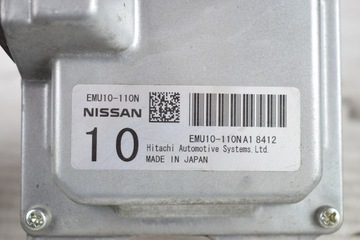 EMU10-110N
NISSAN
10
EMU10-110NA1 8412
Hitachi Automotive Systems,Ltd.
MADE IN JAPAN